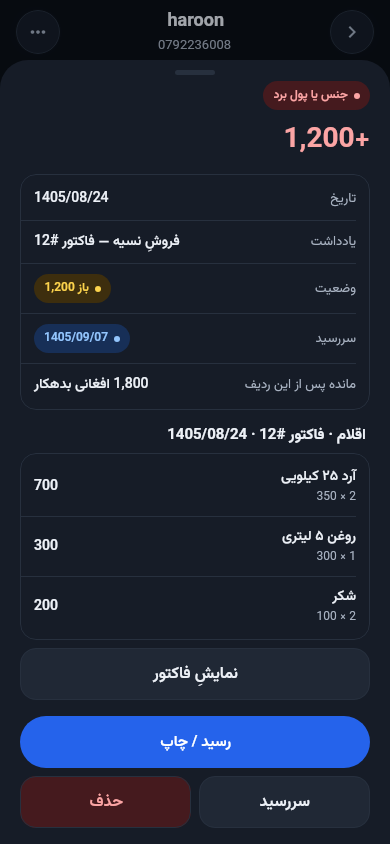 haroon
0792236008
جنس یا پول برد
+1,200
تاریخ 1405/08/24
یادداشت فروشِ نسیه — فاکتور #12
وضعیت باز 1,200
سررسید 1405/09/07
مانده پس از این ردیف 1,800 افغانی بدهکار
اقلام · فاکتور #12 · 1405/08/24
آرد ۲۵ کیلویی 700
2 × 350
روغن ۵ لیتری 300
1 × 300
شکر 200
2 × 100
نمایشِ فاکتور
رسید / چاپ
سررسید حذف